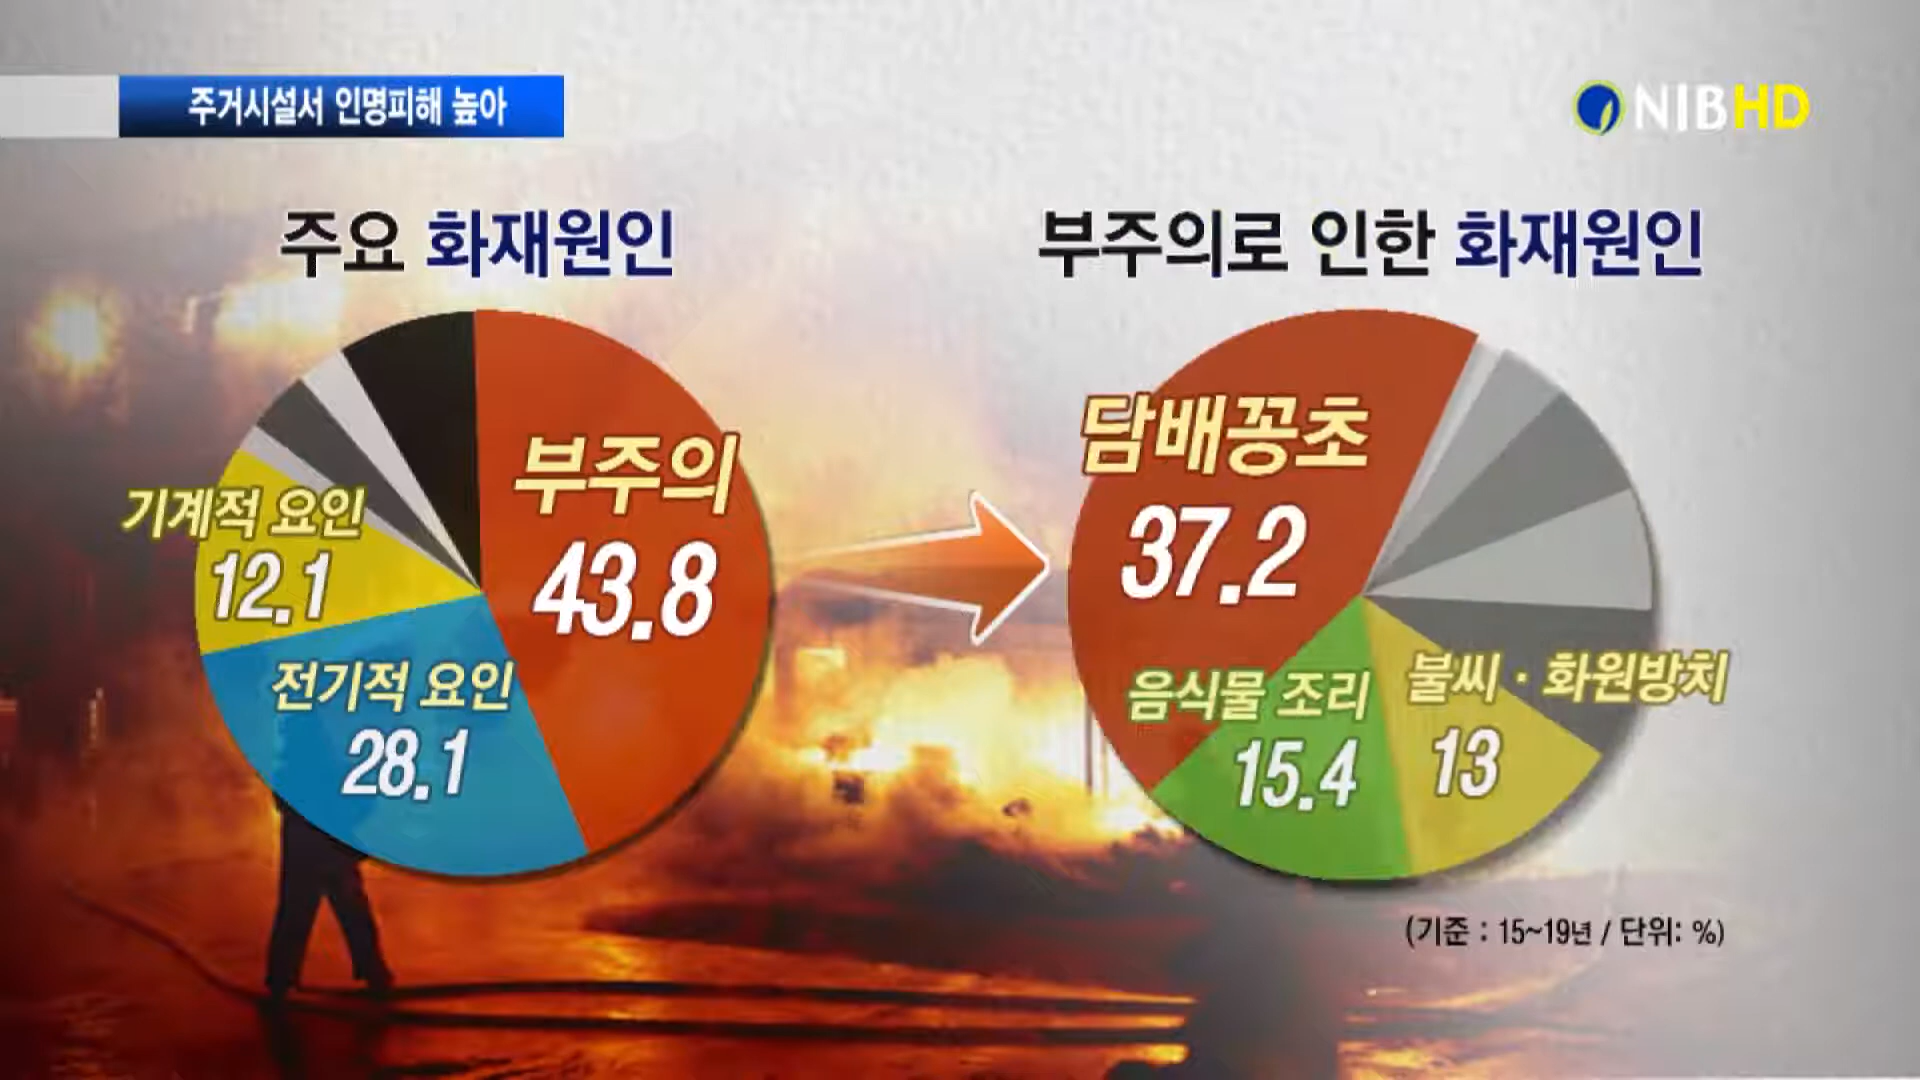 주거시설서 인명피해 높아
NIBHD
주요 화재원인
부주의
43.8
기계적 요인
12.1
전기적 요인
28.1
부주의로 인한 화재원인
담배꽁초
37.2
음식물 조리
15.4
불씨·화원방치
13
(기준 : 15~19년 / 단위: %)